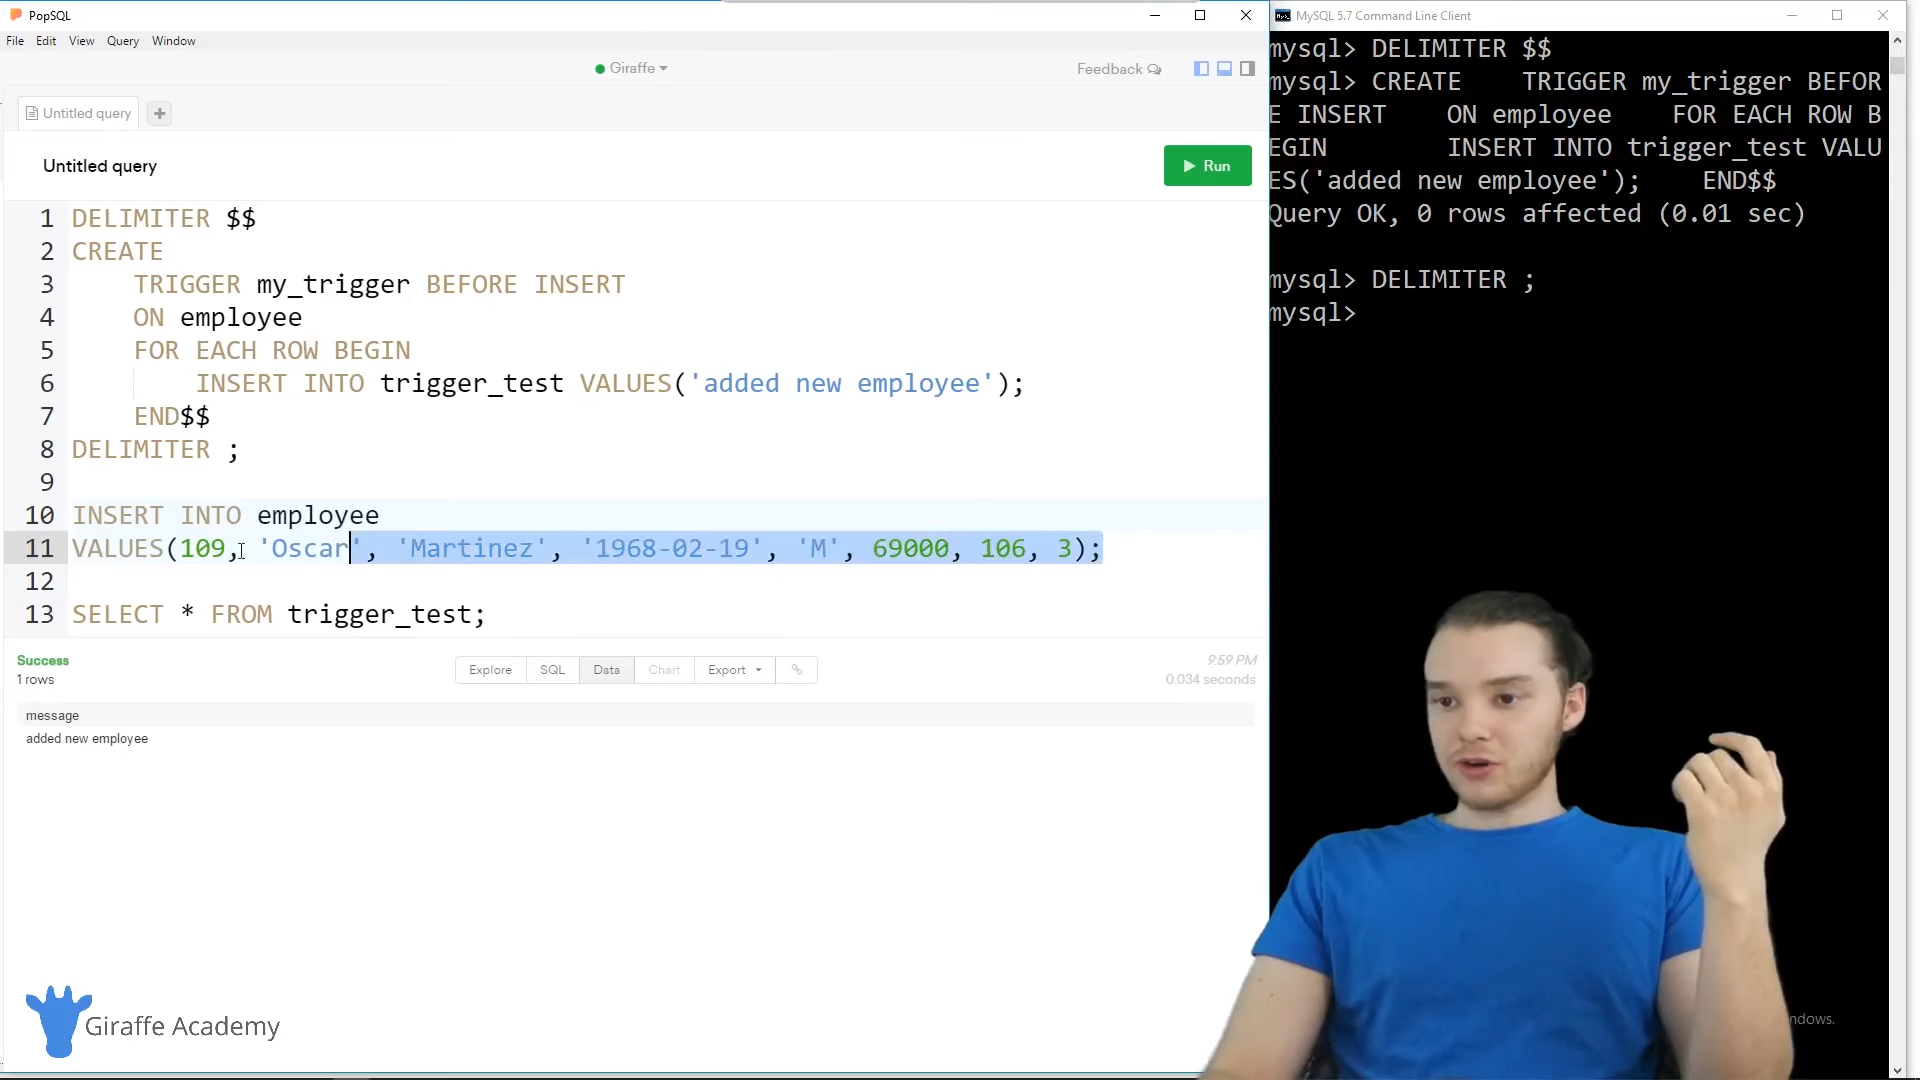 PopSQL
File Edit View Query Window
Giraffe
Feedback
Untitled query
Untitled query
Run
1 DELIMITER $$
2 CREATE
3 TRIGGER my_trigger BEFORE INSERT
4 ON employee
5 FOR EACH ROW BEGIN
6 INSERT INTO trigger_test VALUES('added new employee');
7 END$$
8 DELIMITER ;
9
10 INSERT INTO employee
11 VALUES(109, 'Oscar', 'Martinez', '1968-02-19', 'M', 69000, 106, 3);
12
13 SELECT * FROM trigger_test;
Success
1 rows
Explore SQL Data Chart Export
9:59 PM
0.034 seconds
message
added new employee
Giraffe Academy
MySQL 5.7 Command Line Client
mysql> DELIMITER $$
mysql> CREATE TRIGGER my_trigger BEFOR
E INSERT ON employee FOR EACH ROW B
EGIN INSERT INTO trigger_test VALU
ES('added new employee'); END$$
Query OK, 0 rows affected (0.01 sec)
mysql> DELIMITER ;
mysql>
ndows.